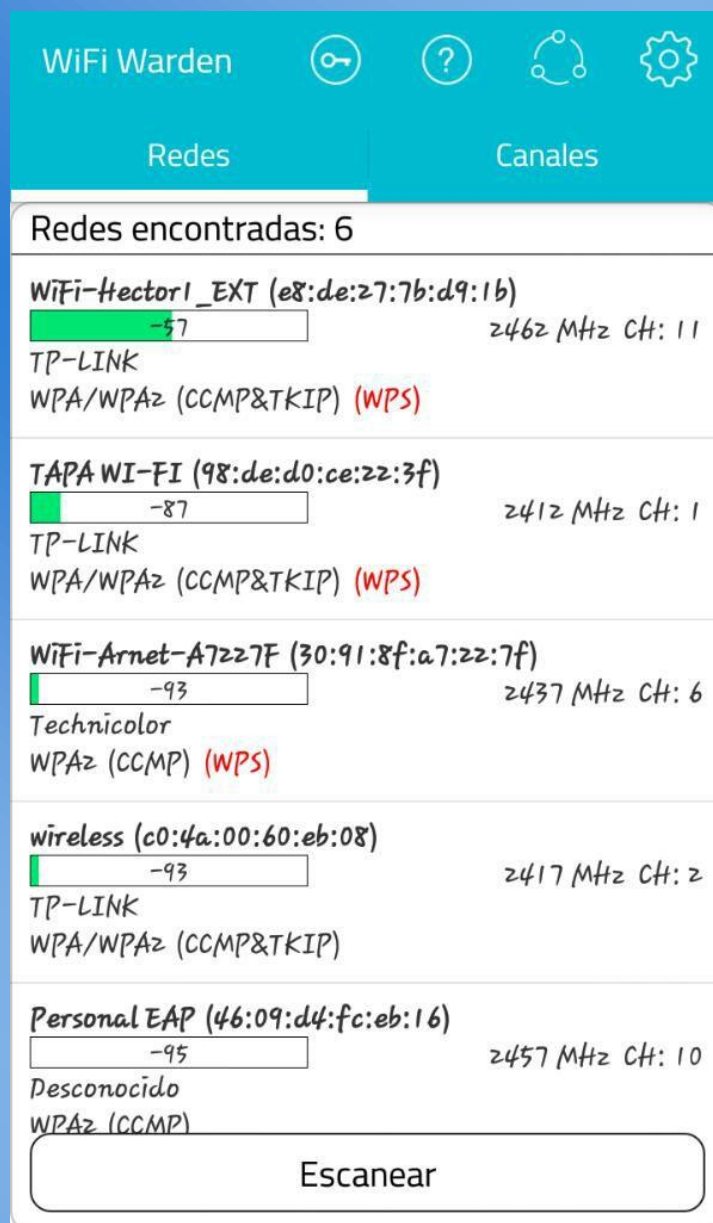 WiFi Warden
Redes Canales
Redes encontradas: 6
WiFi-Hector1_EXT (e8:de:27:7b:d9:1b)
-57 2462 MHz CH: 11
TP-LINK
WPA/WPA2 (CCMP&TKIP) (WPS)
TAPA WI-FI (98:de:d0:ce:22:3f)
-87 2412 MHz CH: 1
TP-LINK
WPA/WPA2 (CCMP&TKIP) (WPS)
WiFi-Arnet-A7227F (30:91:8f:a7:22:7f)
-93 2437 MHz CH: 6
Technicolor
WPA2 (CCMP) (WPS)
wireless (c0:4a:00:60:eb:08)
-93 2417 MHz CH: 2
TP-LINK
WPA/WPA2 (CCMP&TKIP)
Personal EAP (46:09:d4:fc:eb:16)
-95 2457 MHz CH: 10
Desconocido
WPA2 (CCMP)
Escanear